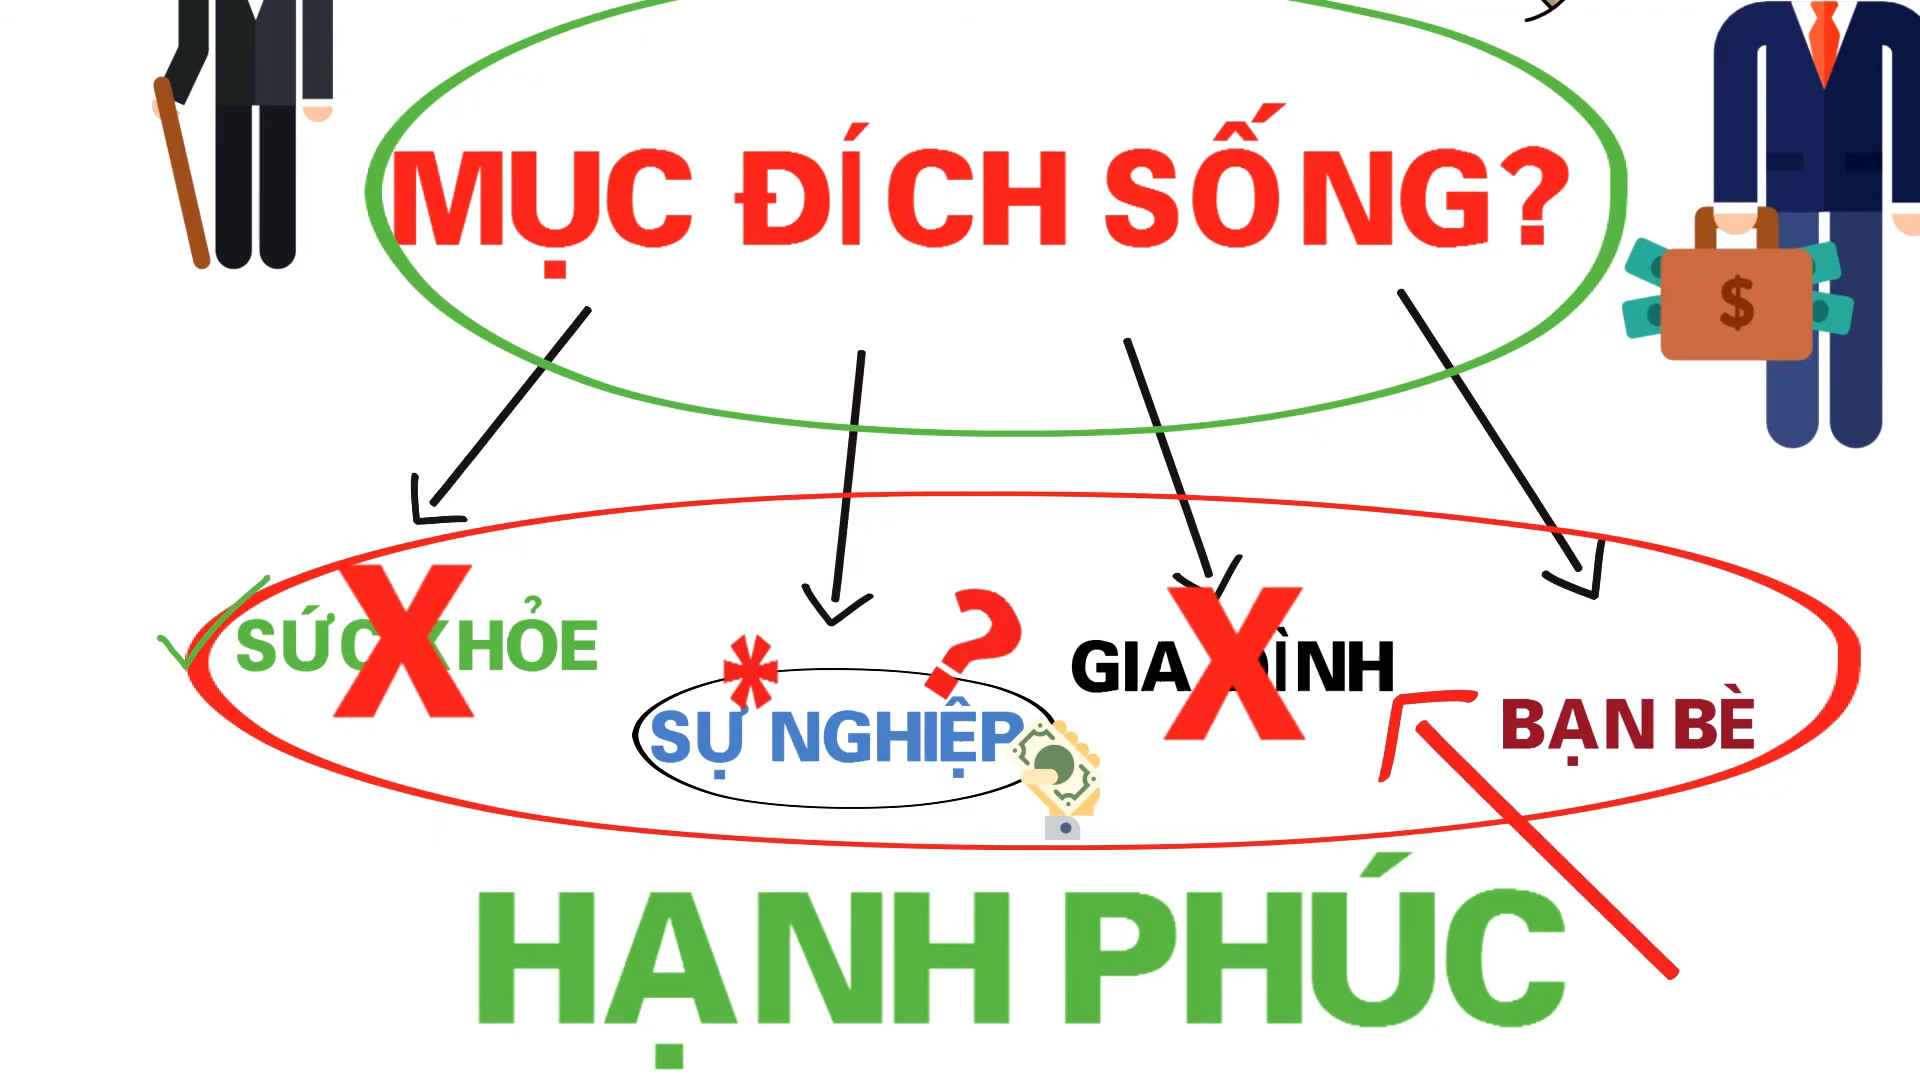 MỤC ĐÍCH SỐNG?
$
SỨC KHỎE
X
* ?
SỰ NGHIỆP
GIA ĐÌNH
X
BẠN BÈ
HẠNH PHÚC